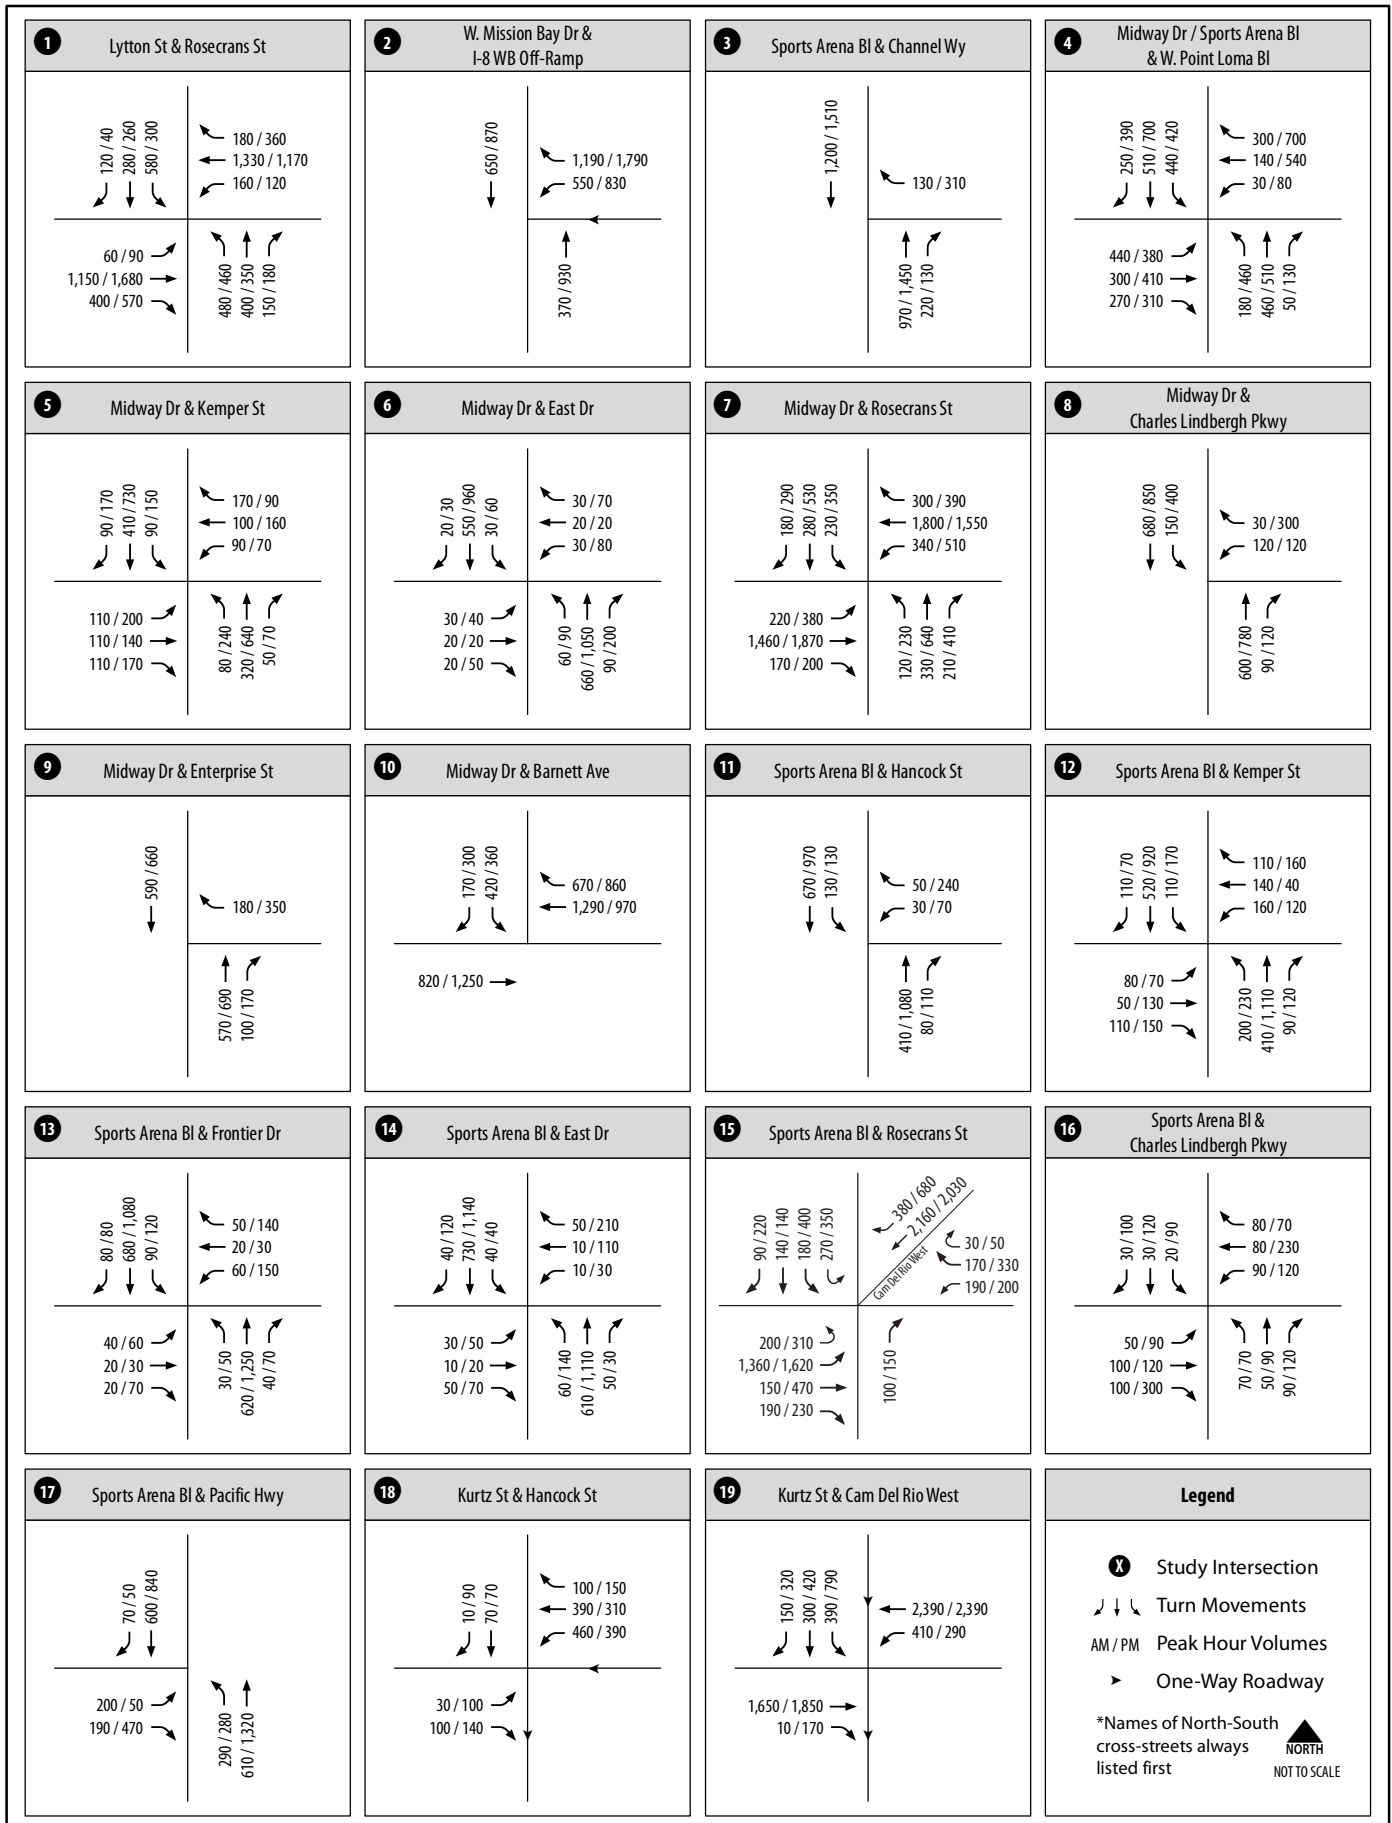 1
Lytton St & Rosecrans St
120 / 40
280 / 260
580 / 300
180 / 360
1,330 / 1,170
160 / 120
60 / 90
1,150 / 1,680
400 / 570
480 / 460
400 / 350
150 / 180
2
W. Mission Bay Dr &
I-8 WB Off-Ramp
650 / 870
1,190 / 1,790
550 / 830
370 / 930
3
Sports Arena Bl & Channel Wy
1,200 / 1,510
130 / 310
970 / 1,450
220 / 130
4
Midway Dr / Sports Arena Bl
& W. Point Loma Bl
250 / 390
510 / 700
440 / 420
300 / 700
140 / 540
30 / 80
440 / 380
300 / 410
270 / 310
180 / 460
460 / 510
50 / 130
5
Midway Dr & Kemper St
90 / 170
410 / 730
90 / 150
170 / 90
100 / 160
90 / 70
110 / 200
110 / 140
110 / 170
80 / 240
320 / 640
50 / 70
6
Midway Dr & East Dr
20 / 30
550 / 960
30 / 60
30 / 70
20 / 20
30 / 80
30 / 40
20 / 20
20 / 50
60 / 90
660 / 1,050
90 / 200
7
Midway Dr & Rosecrans St
180 / 290
280 / 530
230 / 350
300 / 390
1,800 / 1,550
340 / 510
220 / 380
1,460 / 1,870
170 / 200
120 / 230
330 / 640
210 / 410
8
Midway Dr &
Charles Lindbergh Pkwy
680 / 850
150 / 400
30 / 300
120 / 120
600 / 780
90 / 120
9
Midway Dr & Enterprise St
590 / 660
180 / 350
570 / 690
100 / 170
10
Midway Dr & Barnett Ave
170 / 300
420 / 360
670 / 860
1,290 / 970
820 / 1,250
11
Sports Arena Bl & Hancock St
670 / 970
130 / 130
50 / 240
30 / 70
410 / 1,080
80 / 110
12
Sports Arena Bl & Kemper St
110 / 70
520 / 920
110 / 170
110 / 160
140 / 40
160 / 120
80 / 70
50 / 130
110 / 150
200 / 230
410 / 1,110
90 / 120
13
Sports Arena Bl & Frontier Dr
80 / 80
680 / 1,080
90 / 120
50 / 140
20 / 30
60 / 150
40 / 60
20 / 30
20 / 70
30 / 50
620 / 1,250
40 / 70
14
Sports Arena Bl & East Dr
40 / 120
730 / 1,140
40 / 40
50 / 210
10 / 110
10 / 30
30 / 50
10 / 20
50 / 70
60 / 140
610 / 1,110
50 / 30
15
Sports Arena Bl & Rosecrans St
90 / 220
140 / 140
180 / 400
270 / 350
380 / 680
2,160 / 2,030
Cam Del Rio West
30 / 50
170 / 330
190 / 200
200 / 310
1,360 / 1,620
150 / 470
190 / 230
100 / 150
16
Sports Arena Bl &
Charles Lindbergh Pkwy
30 / 100
30 / 120
20 / 90
80 / 70
80 / 230
90 / 120
50 / 90
100 / 120
100 / 300
70 / 70
50 / 90
90 / 120
17
Sports Arena Bl & Pacific Hwy
70 / 50
600 / 840
200 / 50
190 / 470
290 / 280
610 / 1,320
18
Kurtz St & Hancock St
10 / 90
70 / 70
100 / 150
390 / 310
460 / 390
30 / 100
100 / 140
19
Kurtz St & Cam Del Rio West
150 / 320
300 / 420
390 / 790
2,390 / 2,390
410 / 290
1,650 / 1,850
10 / 170
Legend
X Study Intersection
Turn Movements
AM / PM Peak Hour Volumes
One-Way Roadway
*Names of North-South
cross-streets always
listed first
NORTH
NOT TO SCALE